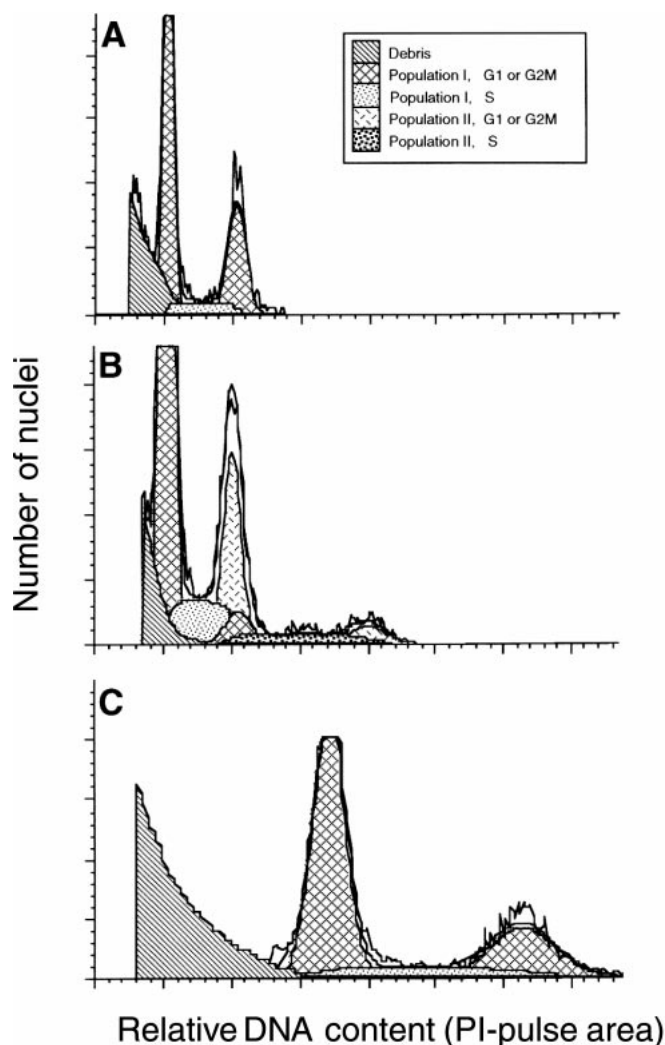 A
Debris
Population I, G1 or G2M
Population I, S
Population II, G1 or G2M
Population II, S
B
Number of nuclei
C
Relative DNA content (PI-pulse area)